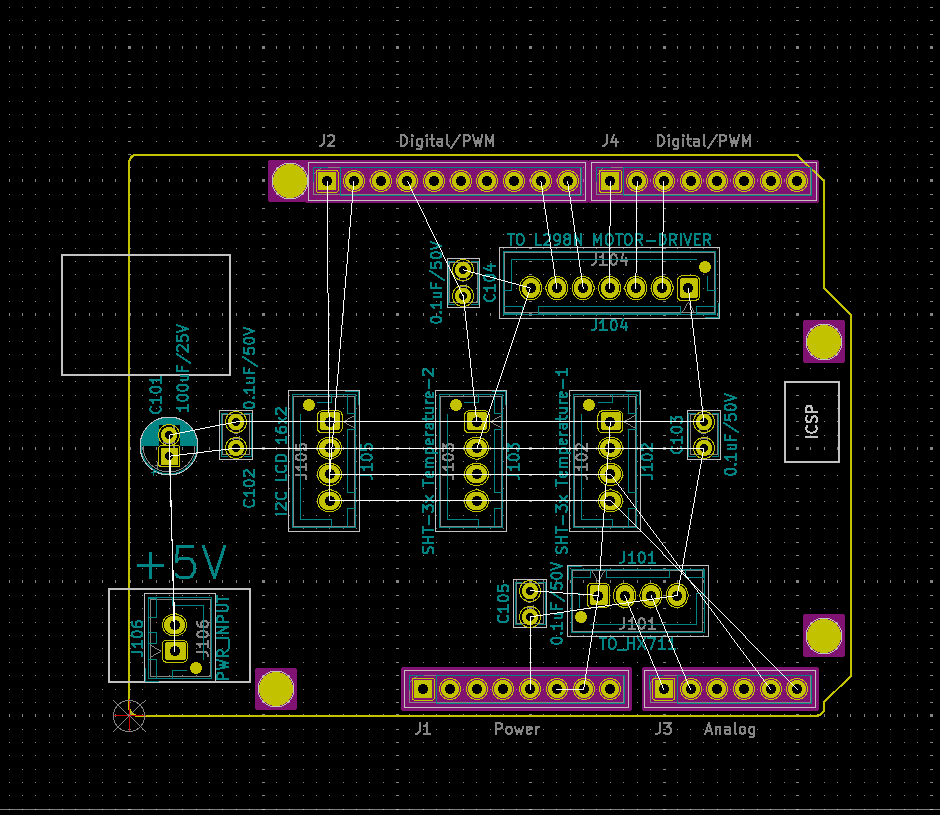 J2
Digital/PWM
J4
Digital/PWM
TO L298N MOTOR-DRIVER
J104
J104
0.1uF/50V
C104
C101
100uF/25V
0.1uF/50V
C102
I2C LCD 16x2
J105
J105
SHT-3x Temperature-2
J103
J103
SHT-3x Temperature-1
J102
J102
C103
0.1uF/50V
ICSP
+5V
J106
J106
PWR_INPUT
C105
0.1uF/50V
J101
J101
TO_HX711
J1
Power
J3
Analog